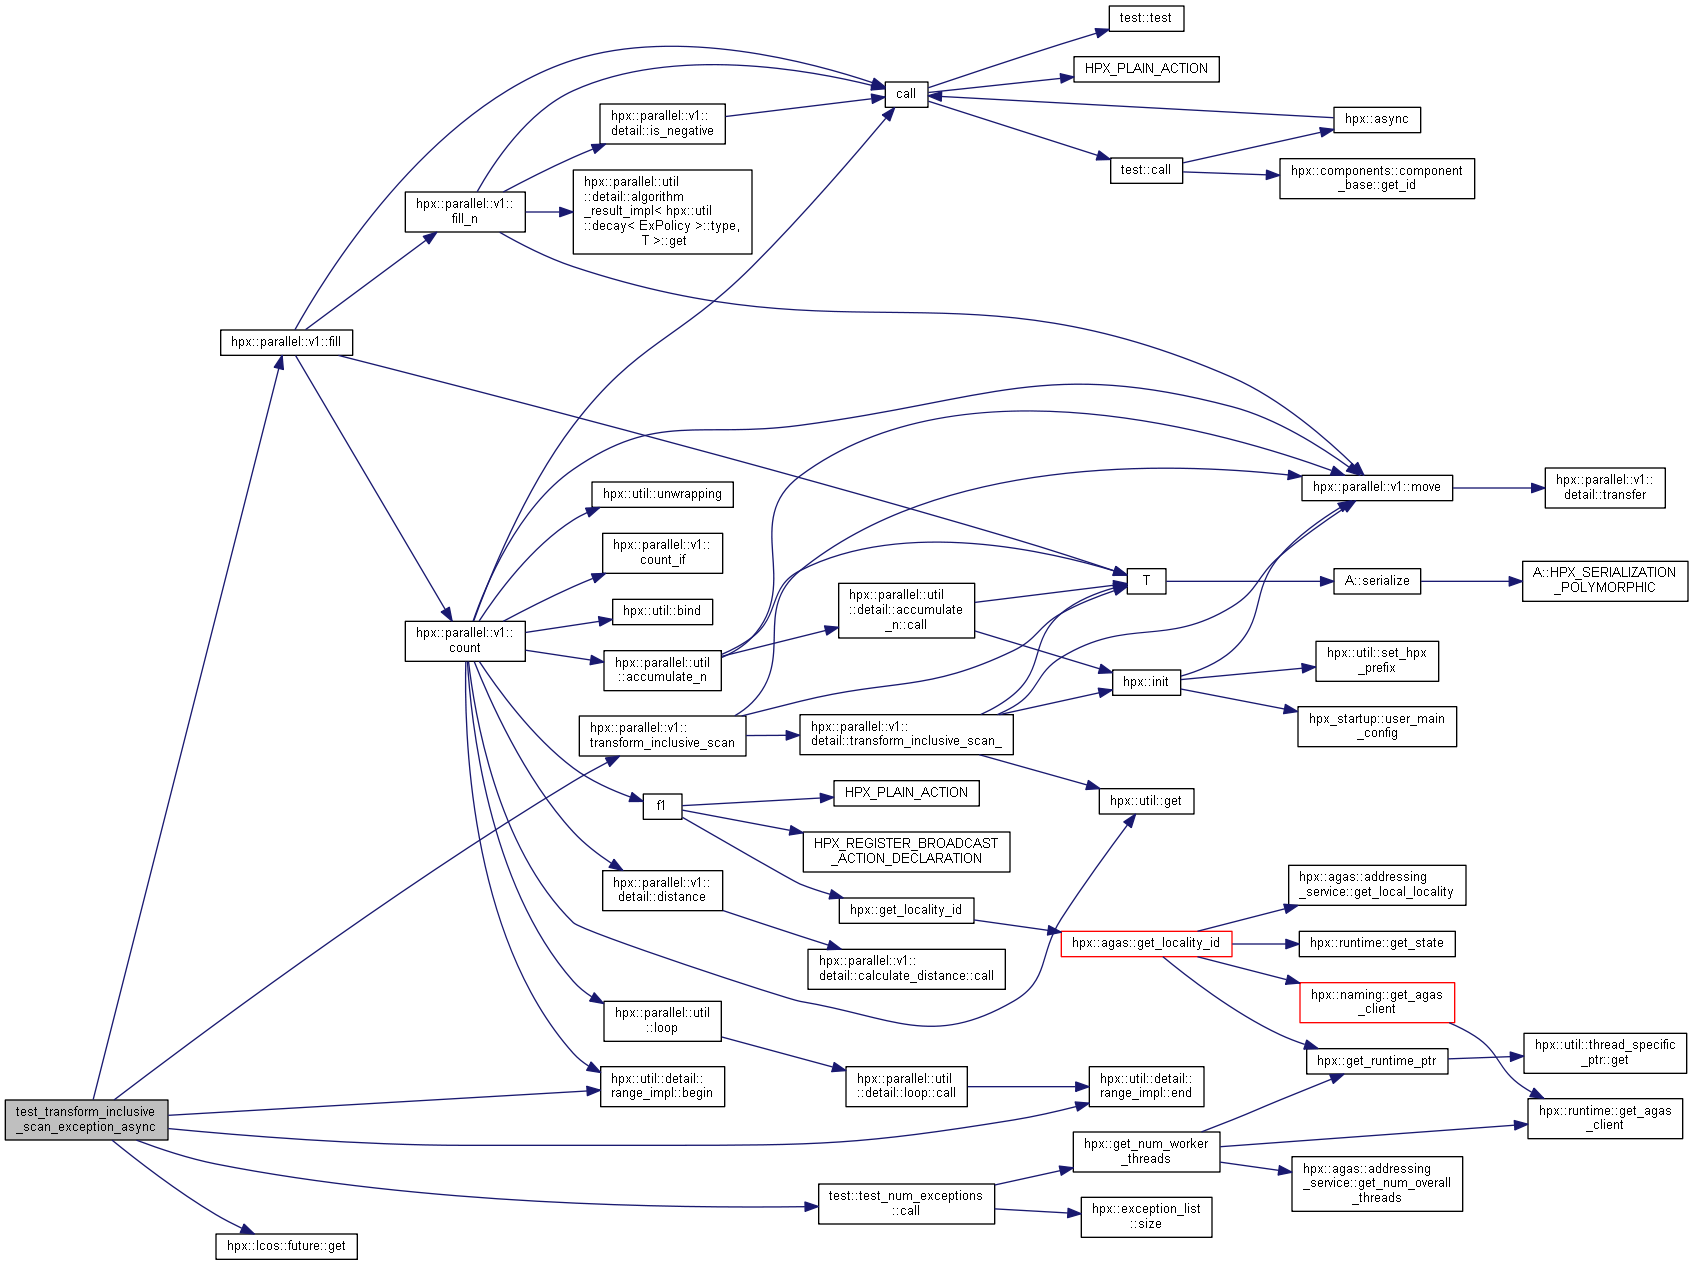 test::test
HPX_PLAIN_ACTION
call
hpx::async
hpx::parallel::v1::
detail::is_negative
test::call
hpx::components::component
_base::get_id
hpx::parallel::util
::detail::algorithm
_result_impl< hpx::util
::decay< ExPolicy >::type,
T >::get
hpx::parallel::v1::
fill_n
hpx::parallel::v1::fill
hpx::parallel::v1::move
hpx::parallel::v1::
detail::transfer
hpx::util::unwrapping
hpx::parallel::v1::
count_if
T
A::serialize
A::HPX_SERIALIZATION
_POLYMORPHIC
hpx::util::bind
hpx::parallel::util
::detail::accumulate
_n::call
hpx::parallel::v1::
count
hpx::parallel::util
::accumulate_n
hpx::init
hpx::util::set_hpx
_prefix
hpx::parallel::v1::
transform_inclusive_scan
hpx::parallel::v1::
detail::transform_inclusive_scan_
hpx_startup::user_main
_config
f1
HPX_PLAIN_ACTION
hpx::util::get
HPX_REGISTER_BROADCAST
_ACTION_DECLARATION
hpx::parallel::v1::
detail::distance
hpx::get_locality_id
hpx::agas::addressing
_service::get_local_locality
hpx::agas::get_locality_id
hpx::runtime::get_state
hpx::parallel::v1::
detail::calculate_distance::call
hpx::naming::get_agas
_client
hpx::parallel::util
::loop
hpx::get_runtime_ptr
hpx::util::thread_specific
_ptr::get
hpx::util::detail::
range_impl::begin
hpx::parallel::util
::detail::loop::call
hpx::util::detail::
range_impl::end
test_transform_inclusive
_scan_exception_async
hpx::runtime::get_agas
_client
hpx::get_num_worker
_threads
hpx::agas::addressing
_service::get_num_overall
_threads
test::test_num_exceptions
::call
hpx::exception_list
::size
hpx::lcos::future::get